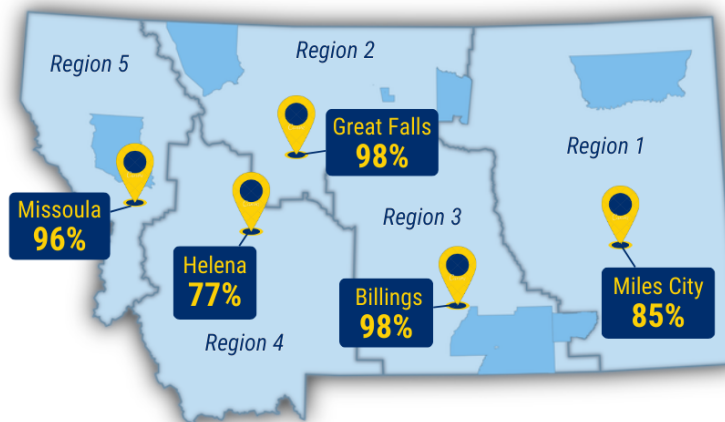 Region 5
Region 2
Great Falls
98%
Region 1
Missoula
96%
Region 3
Helena
77%
Billings
98%
Miles City
85%
Region 4